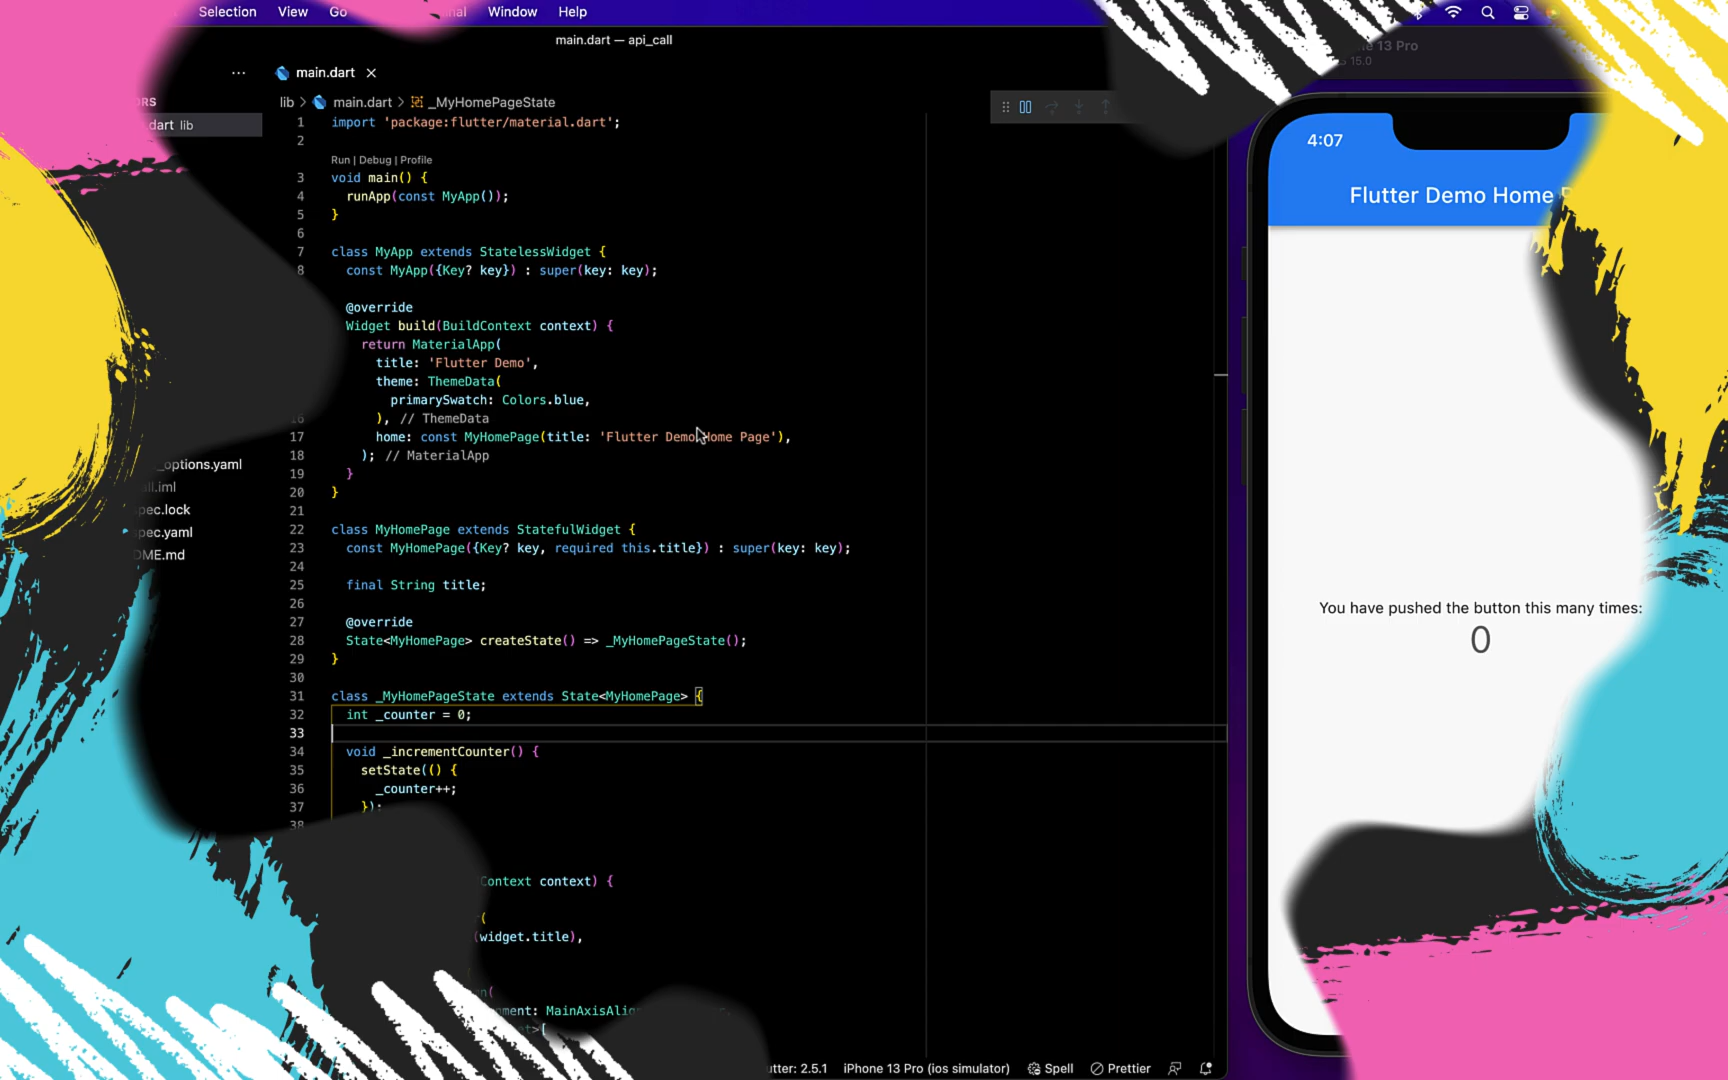 Selection View Go Window Help
main.dart — api_call
··· main.dart
lib > main.dart > _MyHomePageState
dart lib
_options.yaml
pec.lock
pec.yaml
1 import 'package:flutter/material.dart';
2
Run | Debug | Profile
3 void main() {
4 runApp(const MyApp());
5 }
6
7 class MyApp extends StatelessWidget {
8 const MyApp({Key? key}) : super(key: key);
@override
Widget build(BuildContext context) {
return MaterialApp(
title: 'Flutter Demo',
theme: ThemeData(
primarySwatch: Colors.blue,
16 ), // ThemeData
17 home: const MyHomePage(title: 'Flutter Demo Home Page'),
18 ); // MaterialApp
19 }
20 }
21
22 class MyHomePage extends StatefulWidget {
23 const MyHomePage({Key? key, required this.title}) : super(key: key);
24
25 final String title;
26
27 @override
28 State<MyHomePage> createState() => _MyHomePageState();
29 }
30
31 class _MyHomePageState extends State<MyHomePage> {
32 int _counter = 0;
33
34 void _incrementCounter() {
35 setState(() {
36 _counter++;
37 });
38
Context context) {
(
(widget.title),
(
ment: MainAxisAlig
utter: 2.5.1 iPhone 13 Pro (ios simulator) Spell Prettier
13 Pro
15.0
4:07
Flutter Demo Home
You have pushed the button this many times:
0